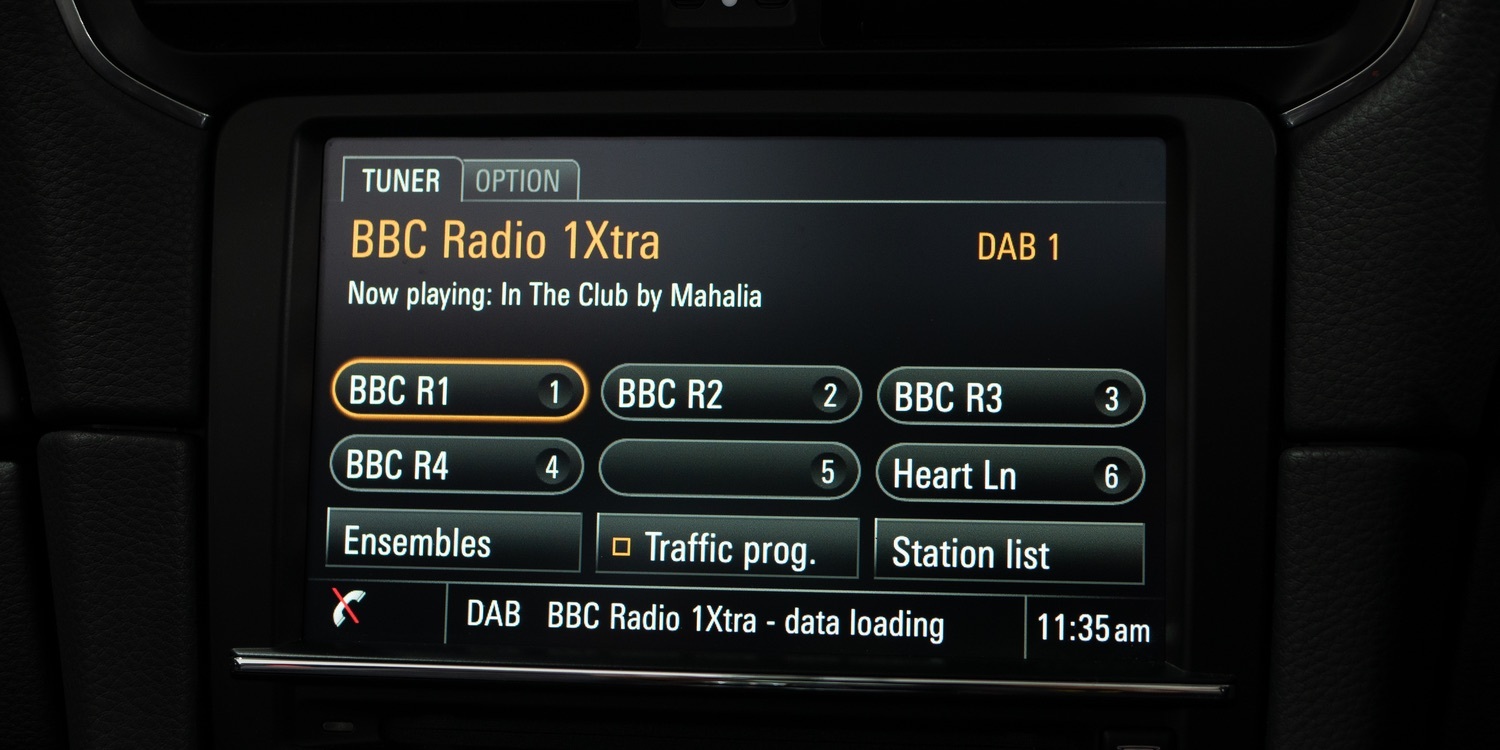 TUNER OPTION
BBC Radio 1Xtra DAB 1
Now playing: In The Club by Mahalia
BBC R1 1 BBC R2 2 BBC R3 3
BBC R4 4 5 Heart Ln 6
Ensembles Traffic prog. Station list
DAB BBC Radio 1Xtra - data loading 11:35 am